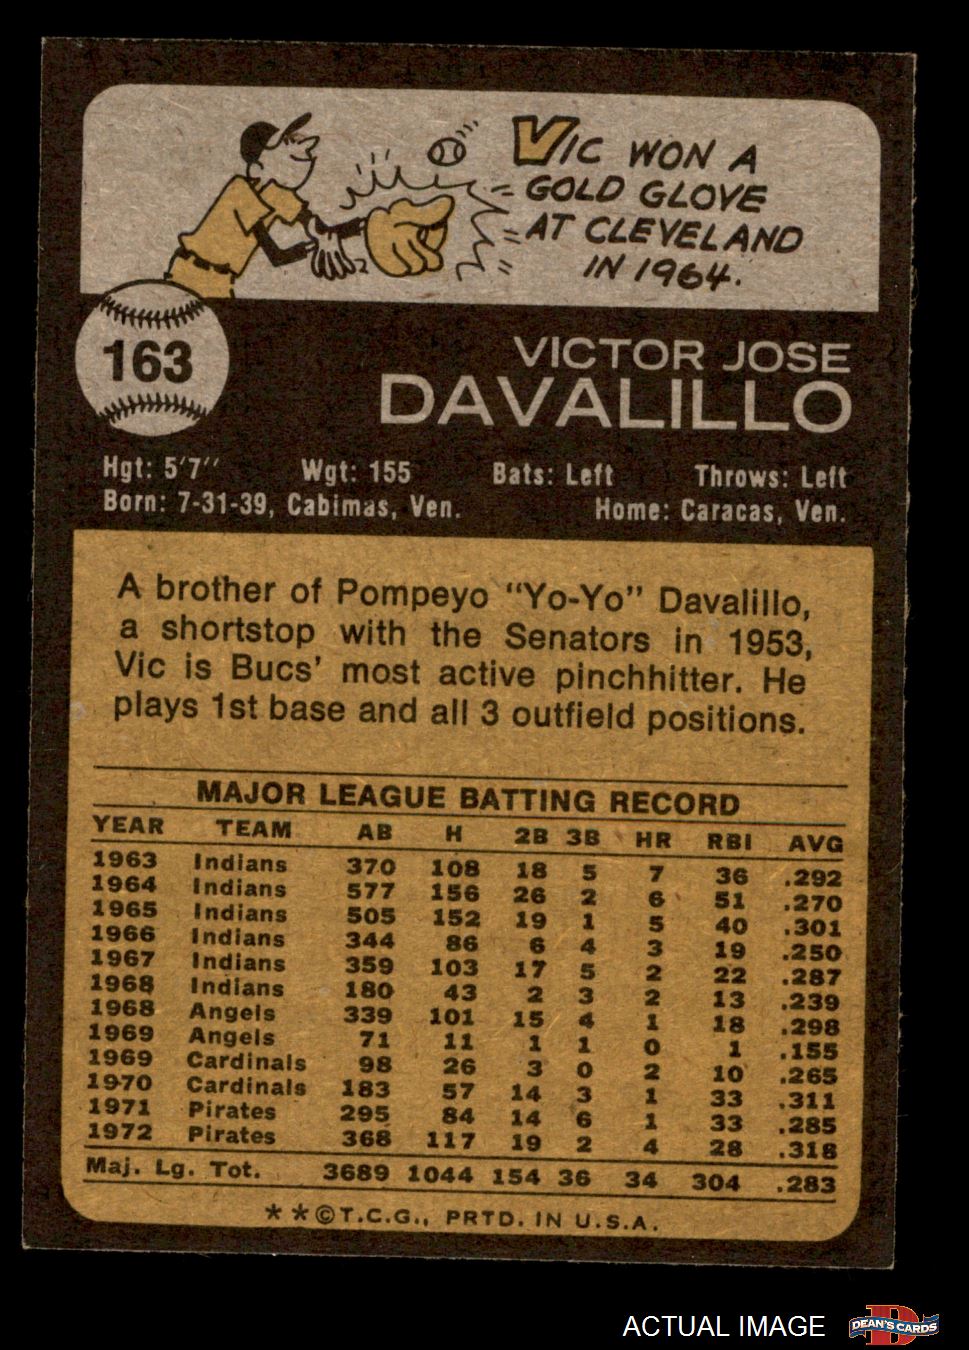 VIC WON A
GOLD GLOVE
AT CLEVELAND
IN 1964.
163
VICTOR JOSE
DAVALILLO
Hgt: 5'7" Wgt: 155 Bats: Left Throws: Left
Born: 7-31-39, Cabimas, Ven. Home: Caracas, Ven.
A brother of Pompeyo "Yo-Yo" Davalillo,
a shortstop with the Senators in 1953,
Vic is Bucs' most active pinchhitter. He
plays 1st base and all 3 outfield positions.
MAJOR LEAGUE BATTING RECORD
YEAR TEAM AB H 2B 3B HR RBI AVG
1963 Indians 370 108 18 5 7 36 .292
1964 Indians 577 156 26 2 6 51 .270
1965 Indians 505 152 19 1 5 40 .301
1966 Indians 344 86 6 4 3 19 .250
1967 Indians 359 103 17 5 2 22 .287
1968 Indians 180 43 2 3 2 13 .239
1968 Angels 339 101 15 4 1 18 .298
1969 Angels 71 11 1 1 0 1 .155
1969 Cardinals 98 26 3 0 2 10 .265
1970 Cardinals 183 57 14 3 1 33 .311
1971 Pirates 295 84 14 6 1 33 .285
1972 Pirates 368 117 19 2 4 28 .318
Maj. Lg. Tot. 3689 1044 154 36 34 304 .283
**©T.C.G., PRTD. IN U.S.A.
ACTUAL IMAGE
D
DEAN'S CARDS